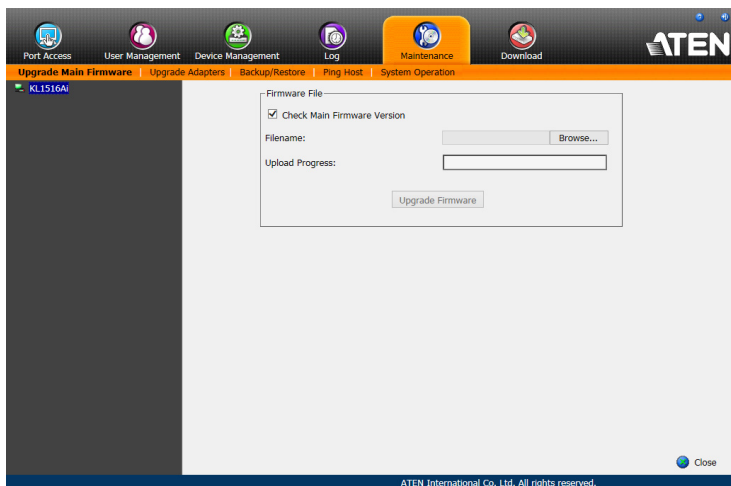 Port Access User Management Device Management Log Maintenance Download ATEN
Upgrade Main Firmware Upgrade Adapters Backup/Restore Ping Host System Operation
KL1516Ai
Firmware File
Check Main Firmware Version
Filename: Browse...
Upload Progress:
Upgrade Firmware
Close
ATEN International Co. Ltd. All rights reserved.